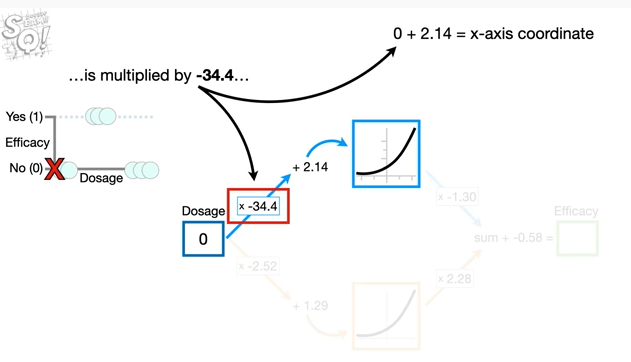 StatQuest!
0 + 2.14 = x-axis coordinate
…is multiplied by -34.4…
Yes (1)
Efficacy
No (0)
Dosage
+ 2.14
x -34.4
Dosage
0
x -1.30
Efficacy
sum + -0.58 =
x -2.52
x 2.28
+ 1.29